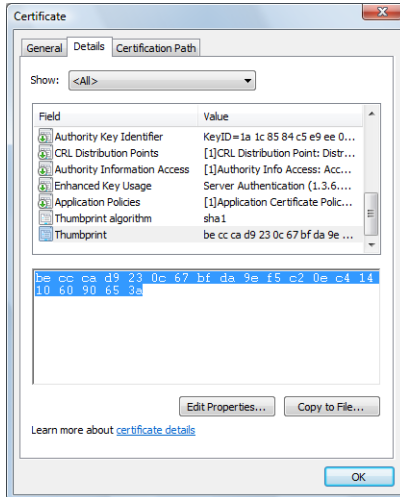 Certificate
General Details Certification Path
Show: <All>
Field Value
Authority Key Identifier KeyID=1a 1c 85 84 c5 e9 ee 0...
CRL Distribution Points [1]CRL Distribution Point: Distr...
Authority Information Access [1]Authority Info Access: Acc...
Enhanced Key Usage Server Authentication (1.3.6....
Application Policies [1]Application Certificate Polic...
Thumbprint algorithm sha1
Thumbprint be cc ca d9 23 0c 67 bf da 9e ...
be cc ca d9 23 0c 67 bf da 9e f5 c2 0e c4 14
10 60 90 65 3a
Edit Properties... Copy to File...
Learn more about certificate details
OK